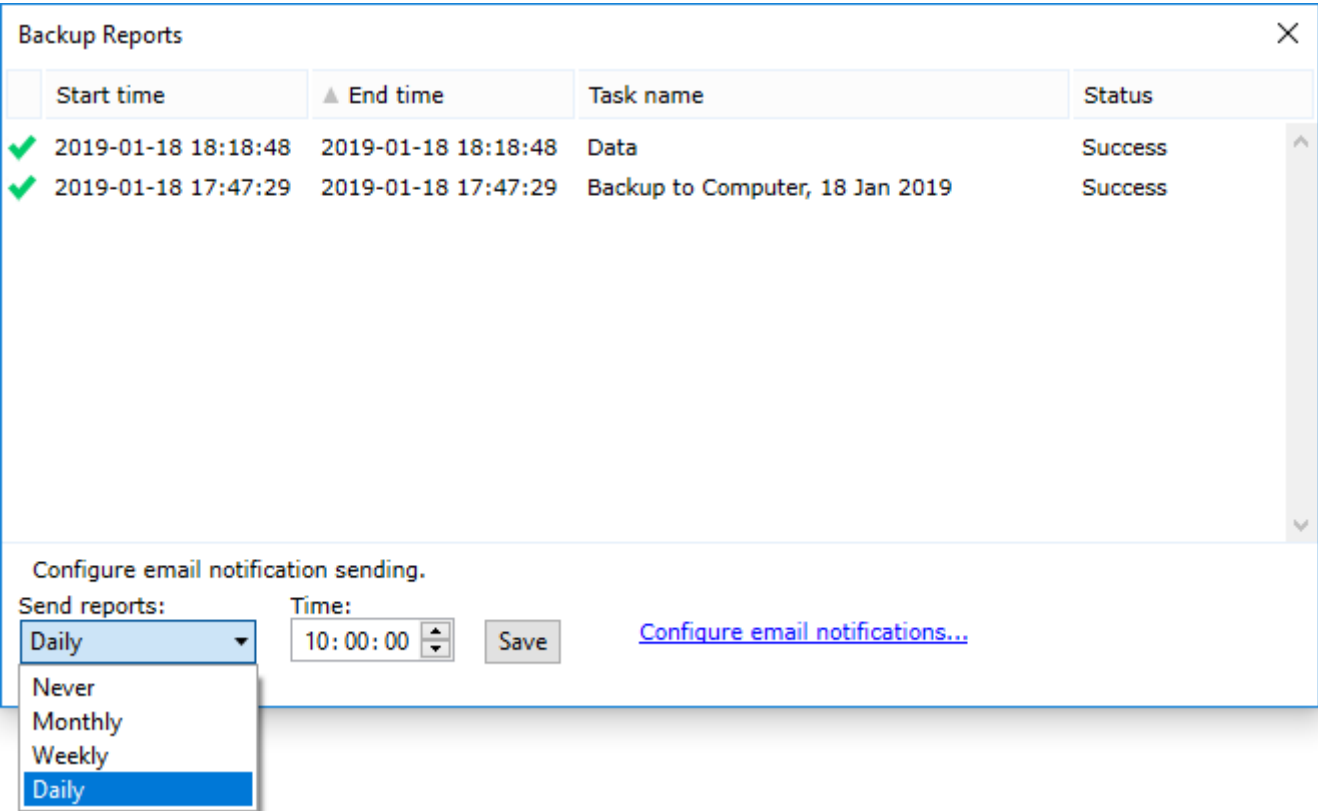 Backup Reports
Start time End time Task name Status
2019-01-18 18:18:48 2019-01-18 18:18:48 Data Success
2019-01-18 17:47:29 2019-01-18 17:47:29 Backup to Computer, 18 Jan 2019 Success
Configure email notification sending.
Send reports: Time:
Daily 10:00:00 Save Configure email notifications...
Never
Monthly
Weekly
Daily